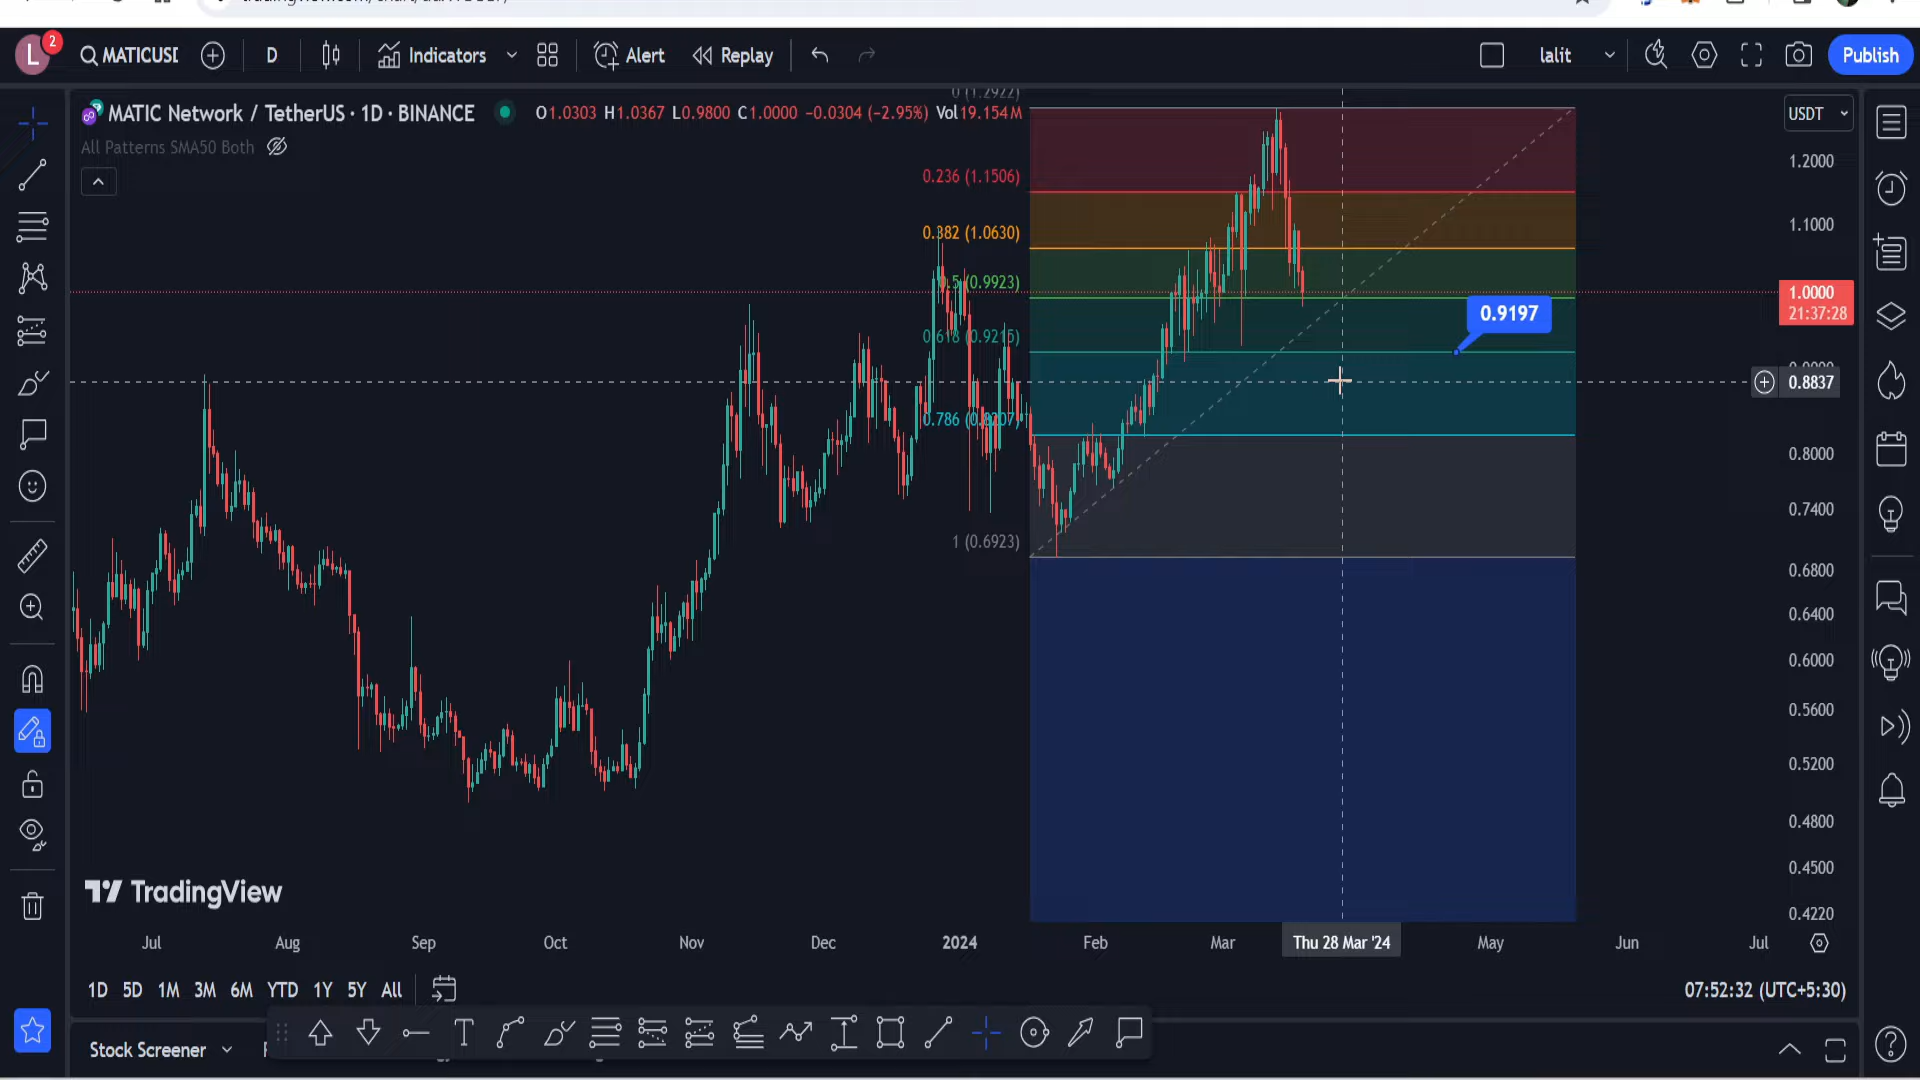 L 2 MATICUSD D Indicators Alert Replay lalit Publish
MATIC Network / TetherUS · 1D · BINANCE O1.0303 H1.0367 L0.9800 C1.0000 −0.0304 (−2.95%) Vol19.154M
All Patterns SMA50 Both
0 (1.2922)
0.236 (1.1506)
0.382 (1.0630)
0.5 (0.9923)
0.618 (0.9215)
0.786 (0.8207)
1 (0.6923)
0.9197
USDT
1.2000
1.1000
1.0000
21:37:28
0.8837
0.8000
0.7400
0.6800
0.6400
0.6000
0.5600
0.5200
0.4800
0.4500
0.4220
TradingView
Jul Aug Sep Oct Nov Dec 2024 Feb Mar Thu 28 Mar '24 May Jun Jul
1D 5D 1M 3M 6M YTD 1Y 5Y All 07:52:32 (UTC+5:30)
Stock Screener